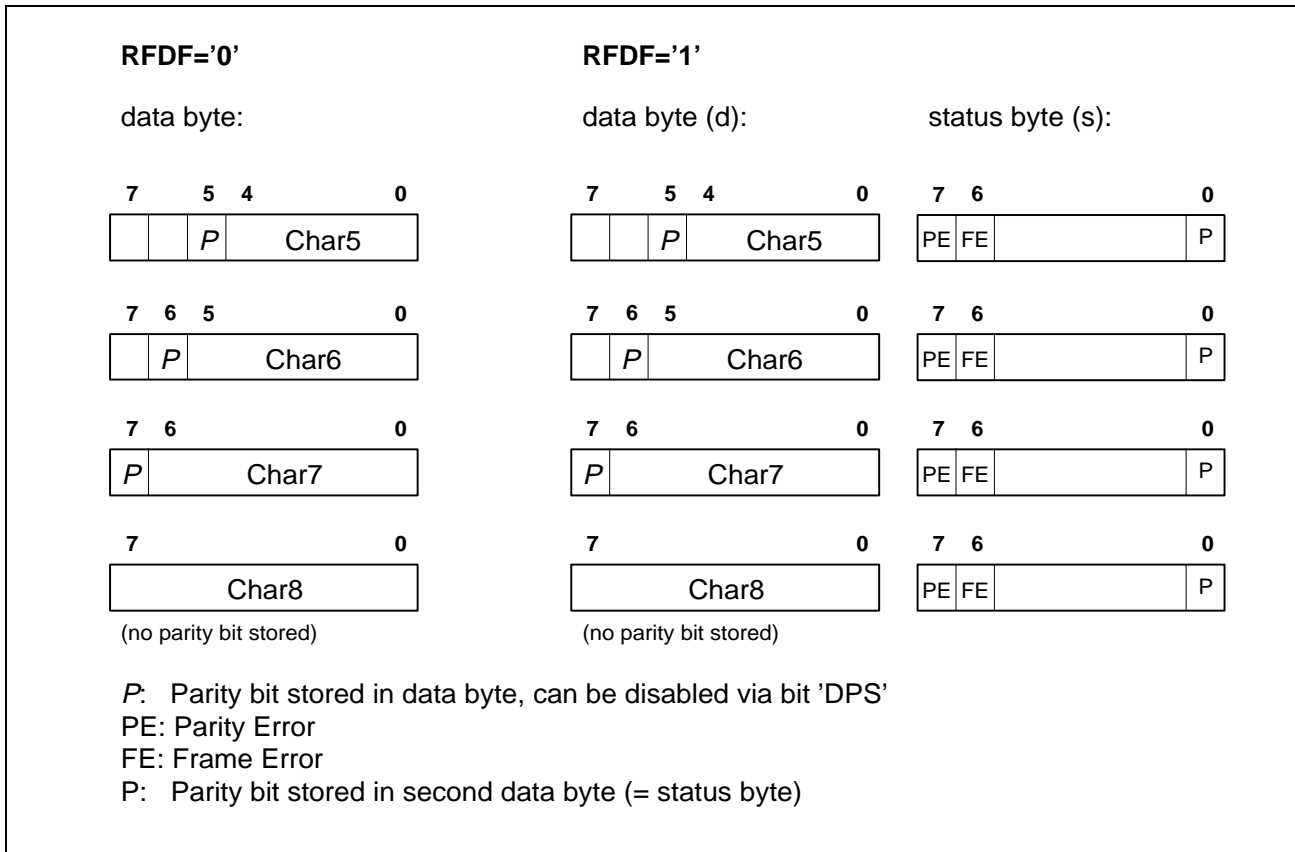 RFDF='0' RFDF='1'
data byte: data byte (d): status byte (s):
7 5 4 0 7 5 4 0 7 6 0
P Char5 P Char5 PE FE P
7 6 5 0 7 6 5 0 7 6 0
P Char6 P Char6 PE FE P
7 6 0 7 6 0 7 6 0
P Char7 P Char7 PE FE P
7 0 7 0 7 6 0
Char8 Char8 PE FE P
(no parity bit stored) (no parity bit stored)
P: Parity bit stored in data byte, can be disabled via bit 'DPS'
PE: Parity Error
FE: Frame Error
P: Parity bit stored in second data byte (= status byte)